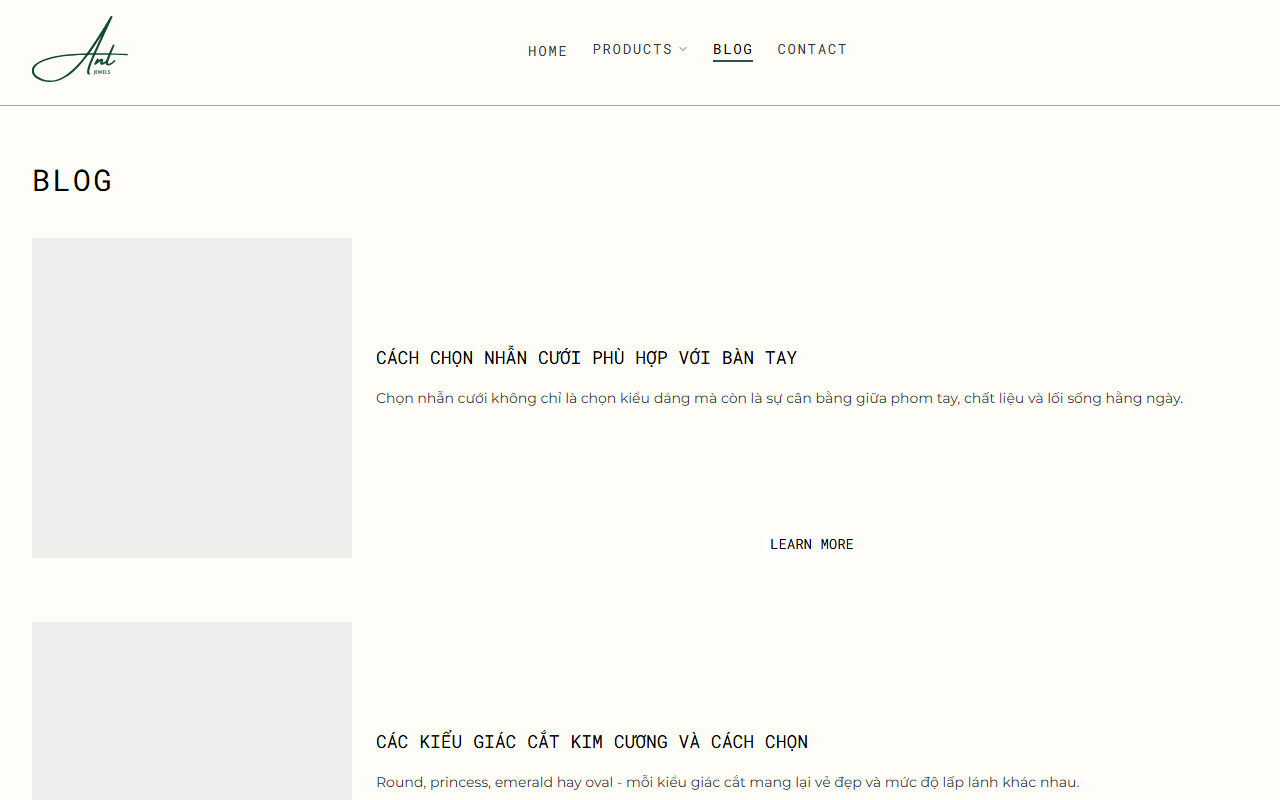 Ant
JEWELS
HOME PRODUCTS BLOG CONTACT
BLOG
CÁCH CHỌN NHẪN CƯỚI PHÙ HỢP VỚI BÀN TAY
Chọn nhẫn cưới không chỉ là chọn kiểu dáng mà còn là sự cân bằng giữa phom tay, chất liệu và lối sống hằng ngày.
LEARN MORE
CÁC KIỂU GIÁC CẮT KIM CƯƠNG VÀ CÁCH CHỌN
Round, princess, emerald hay oval - mỗi kiểu giác cắt mang lại vẻ đẹp và mức độ lấp lánh khác nhau.